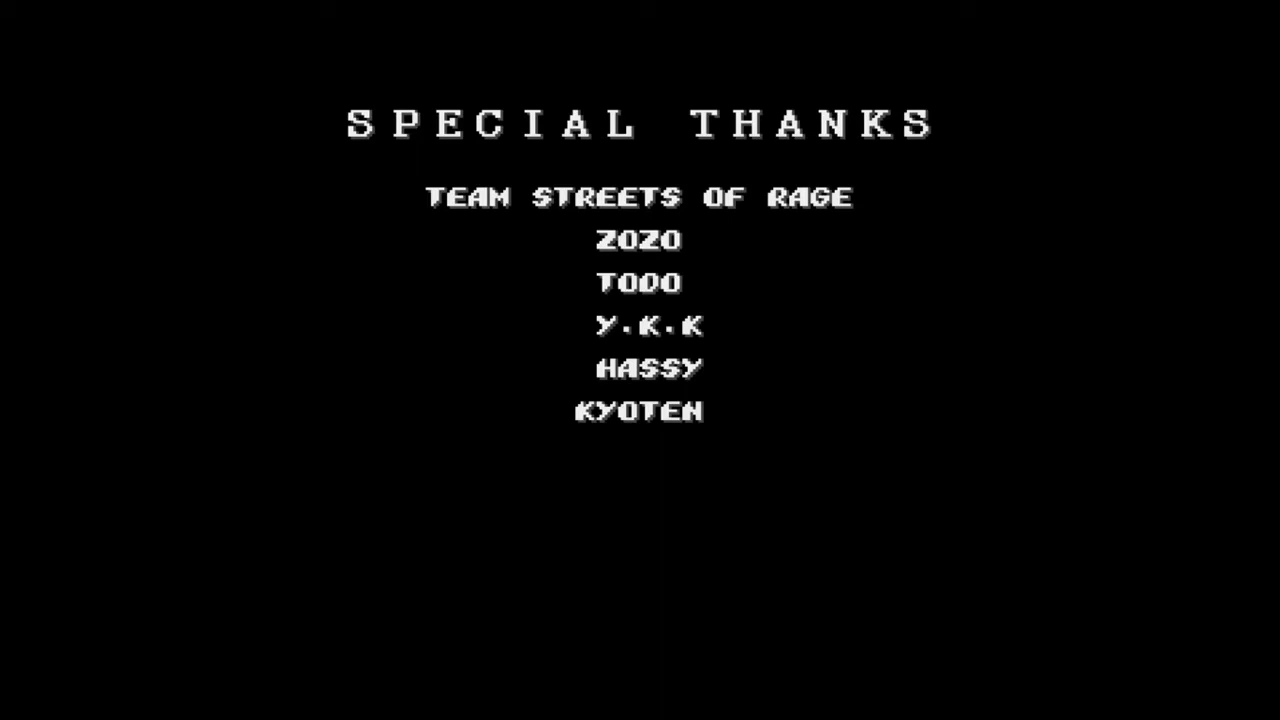 SPECIAL THANKS
TEAM STREETS OF RAGE
ZOZO
TODO
Y.K.K
HASSY
KYOTEN